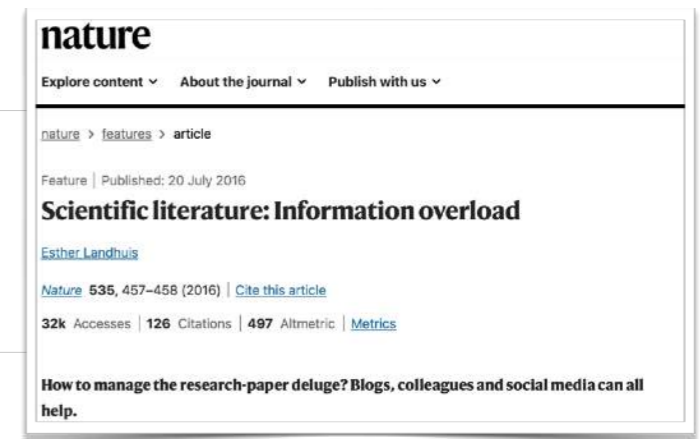 nature
Explore content About the journal Publish with us
nature > features > article
Feature | Published: 20 July 2016
Scientific literature: Information overload
Esther Landhuis
Nature 535, 457–458 (2016) | Cite this article
32k Accesses | 126 Citations | 497 Altmetric | Metrics
How to manage the research-paper deluge? Blogs, colleagues and social media can all
help.